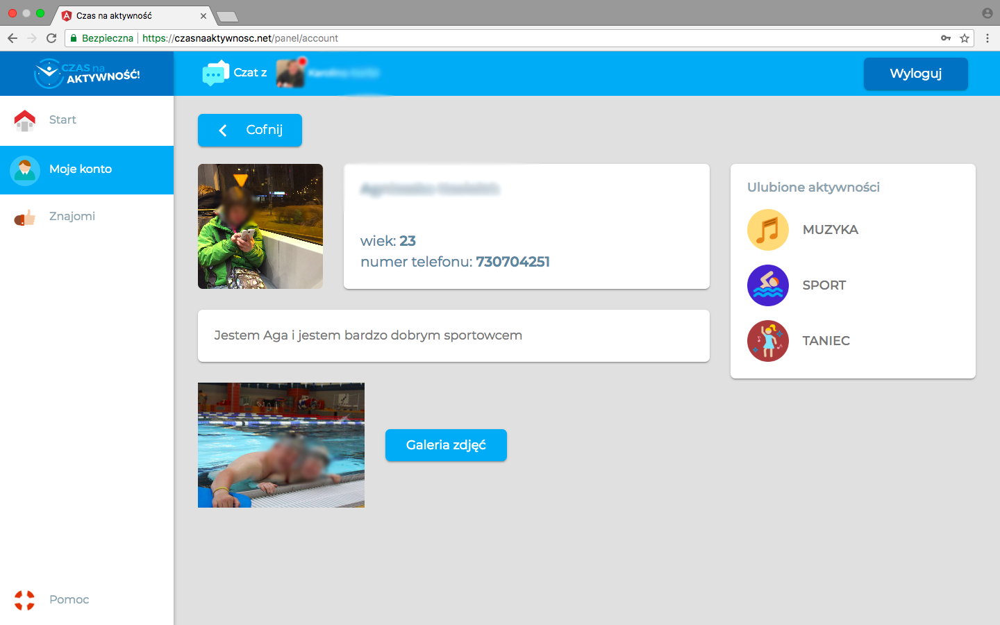 Czas na aktywność
Bezpieczna
https://czasnaaktywnosc.net/panel/account
CZAS na
AKTYWNOŚĆ!
Czat z
Wyloguj
Start
Moje konto
Znajomi
Pomoc
Cofnij
wiek: 23
numer telefonu: 730704251
Jestem Aga i jestem bardzo dobrym sportowcem
Galeria zdjęć
Ulubione aktywności
MUZYKA
SPORT
TANIEC